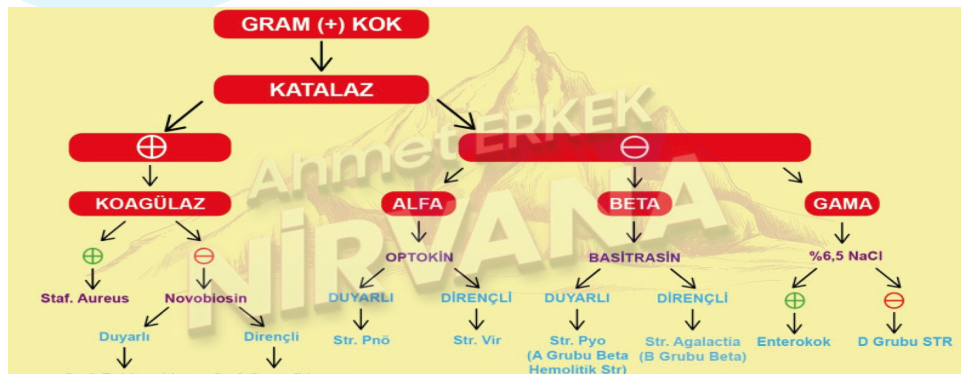 GRAM (+) KOK
KATALAZ
Ahmet ERKEK
NİRVANA
KOAGÜLAZ
ALFA
BETA
GAMA
OPTOKİN
BASİTRASİN
%6,5 NaCl
Staf. Aureus
Novobiosin
DUYARLI
DİRENÇLİ
DUYARLI
DİRENÇLİ
Duyarlı
Dirençli
Str. Pnö
Str. Vir
Str. Pyo
(A Grubu Beta
Hemolitik Str)
Str. Agalactia
(B Grubu Beta)
Enterokok
D Grubu STR